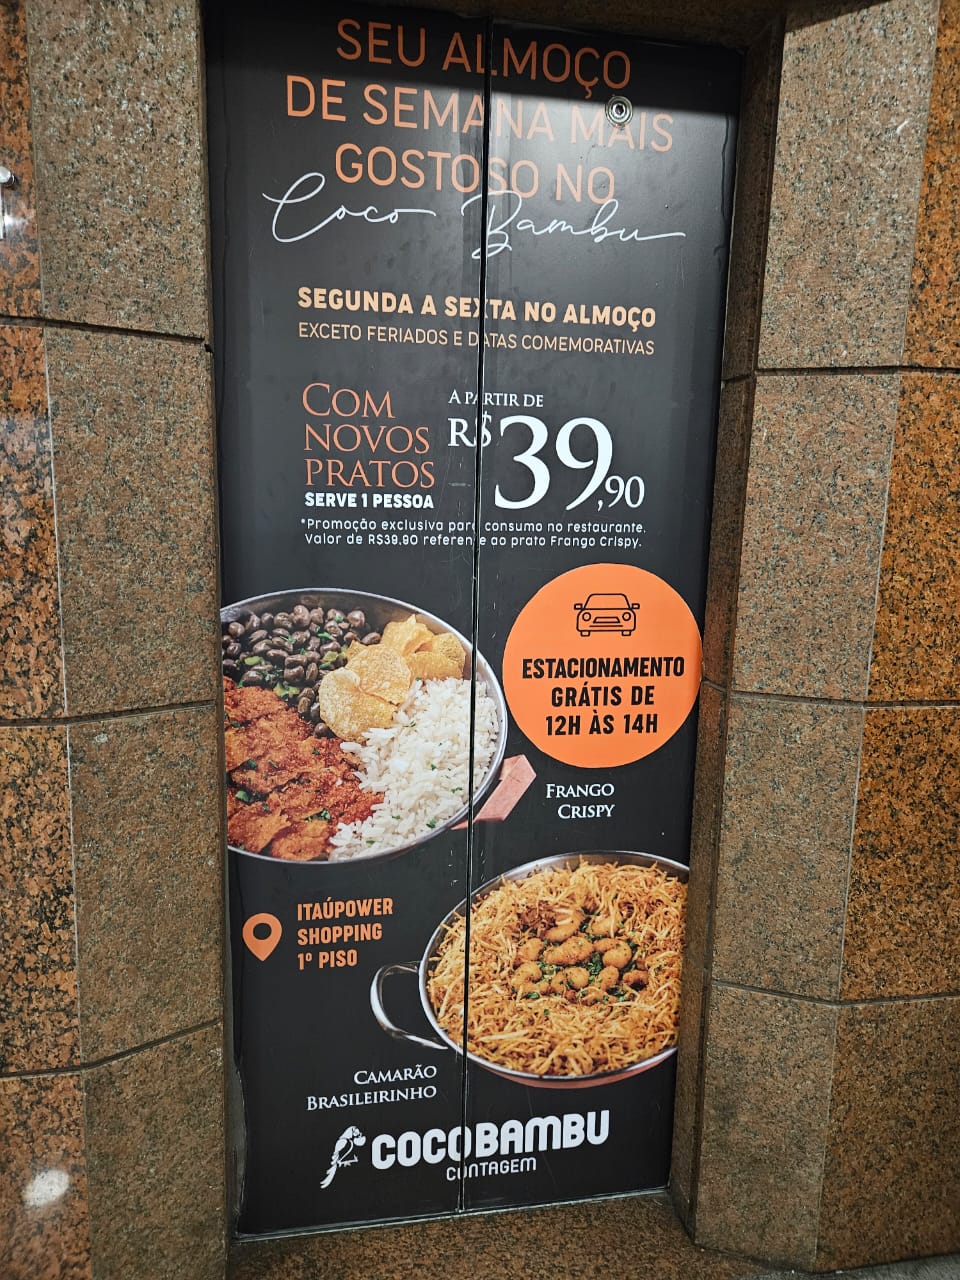 SEU ALMOÇO
DE SEMANA MAIS
GOSTOSO NO
Coco Bambu
SEGUNDA A SEXTA NO ALMOÇO
EXCETO FERIADOS E DATAS COMEMORATIVAS
COM
NOVOS
PRATOS
SERVE 1 PESSOA
A PARTIR DE
R$39,90
*Promoção exclusiva para consumo no restaurante.
Valor de R$39,90 referente ao prato Frango Crispy.
ESTACIONAMENTO
GRÁTIS DE
12H ÀS 14H
FRANGO
CRISPY
ITAÚPOWER
SHOPPING
1º PISO
CAMARÃO
BRASILEIRINHO
COCOBAMBU
CONTAGEM